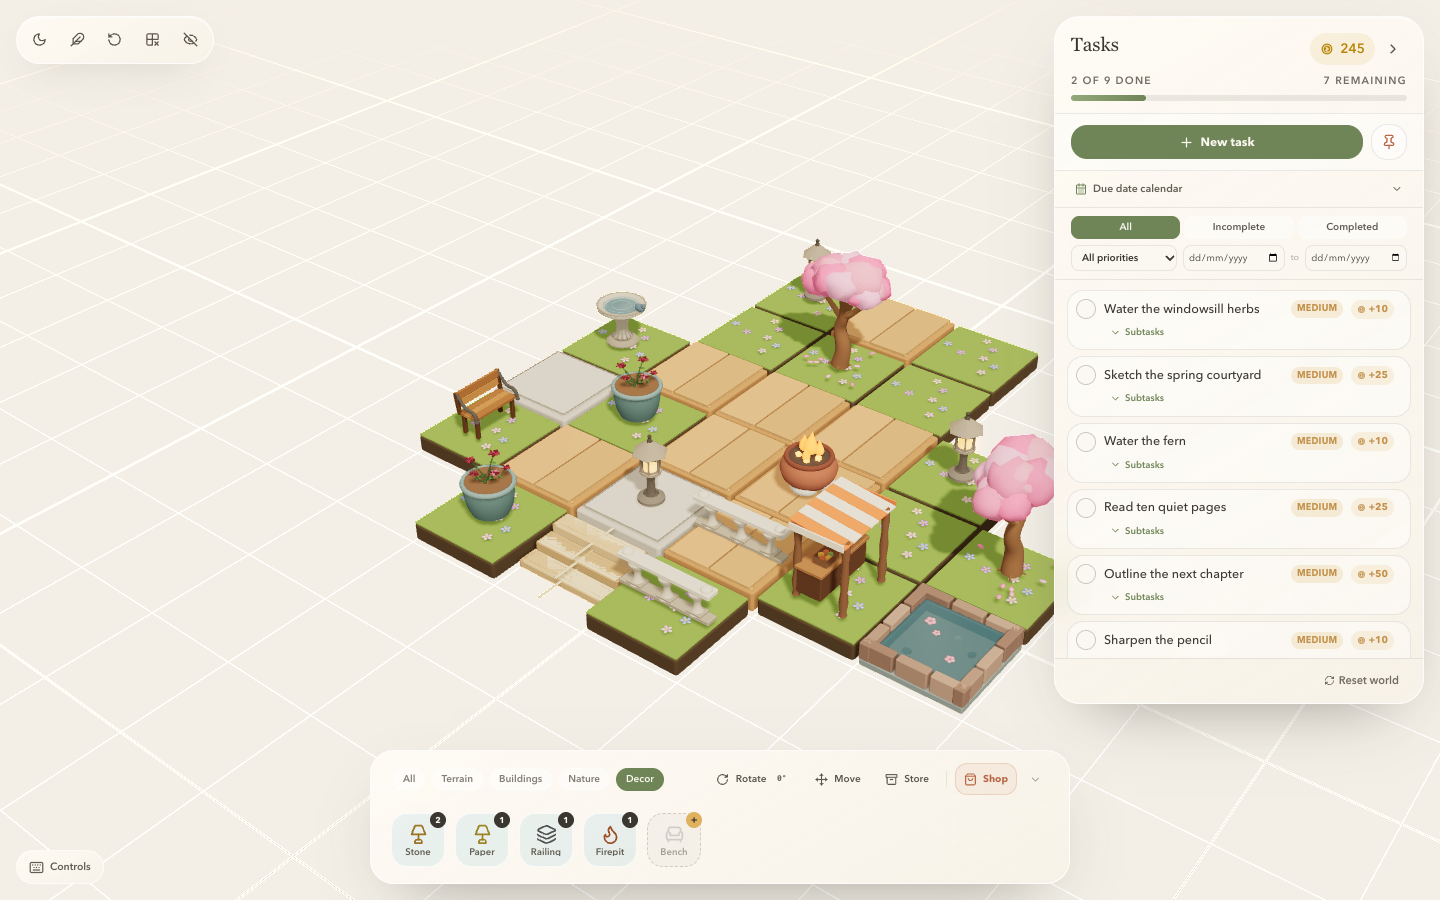 Tasks
245
2 OF 9 DONE
7 REMAINING
New task
Due date calendar
All
Incomplete
Completed
All priorities
dd/mm/yyyy
to
dd/mm/yyyy
Water the windowsill herbs
MEDIUM
+10
Subtasks
Sketch the spring courtyard
MEDIUM
+25
Subtasks
Water the fern
MEDIUM
+10
Subtasks
Read ten quiet pages
MEDIUM
+25
Subtasks
Outline the next chapter
MEDIUM
+50
Subtasks
Sharpen the pencil
MEDIUM
+10
Reset world
All
Terrain
Buildings
Nature
Decor
Rotate
0°
Move
Store
Shop
2
Stone
1
Paper
1
Railing
1
Firepit
+
Bench
Controls